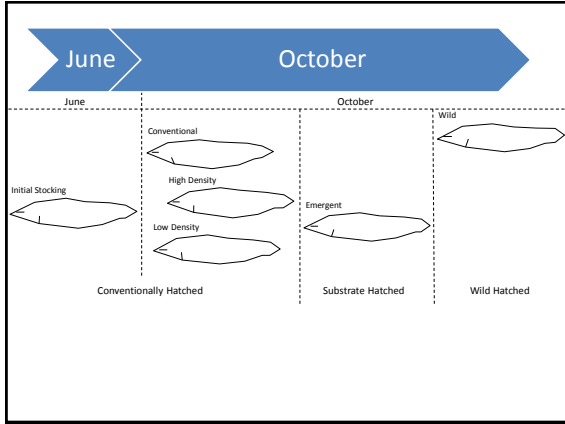 June
October
June
October
Wild
Conventional
High Density
Initial Stocking
Emergent
Low Density
Conventionally Hatched
Substrate Hatched
Wild Hatched